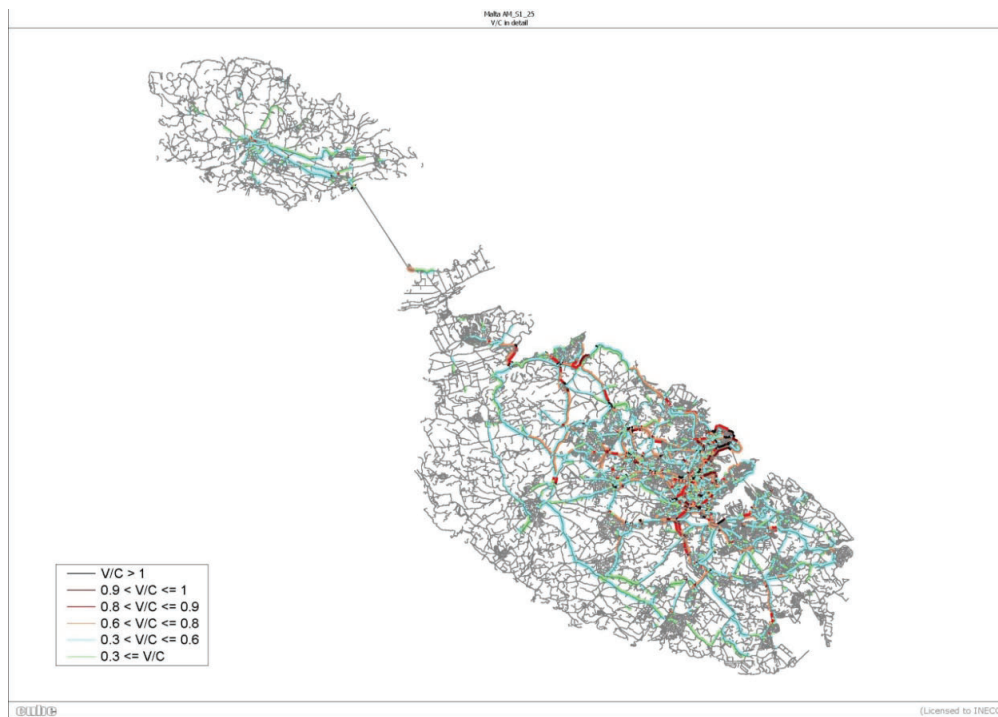 Malta AM_S1_25
V/C in detail
V/C > 1
0.9 < V/C <= 1
0.8 < V/C <= 0.9
0.6 < V/C <= 0.8
0.3 < V/C <= 0.6
0.3 <= V/C
cube
(Licensed to INECO